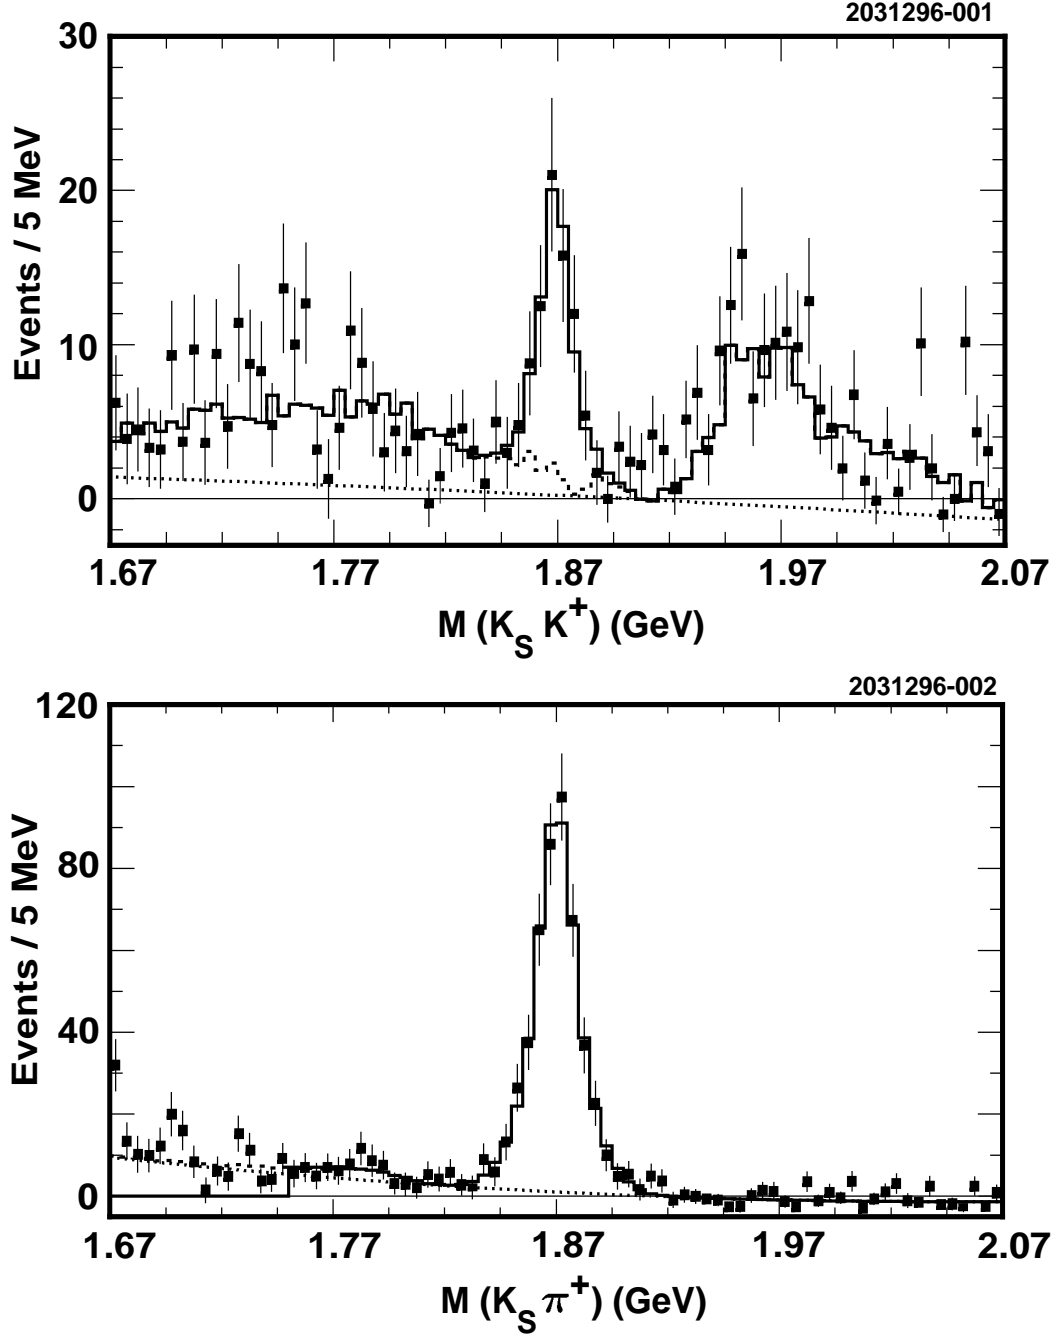 2031296-001
30
20
10
0
Events / 5 MeV
1.67 1.77 1.87 1.97 2.07
M (K_S K^+) (GeV)
2031296-002
120
80
40
0
Events / 5 MeV
1.67 1.77 1.87 1.97 2.07
M (K_S π^+) (GeV)